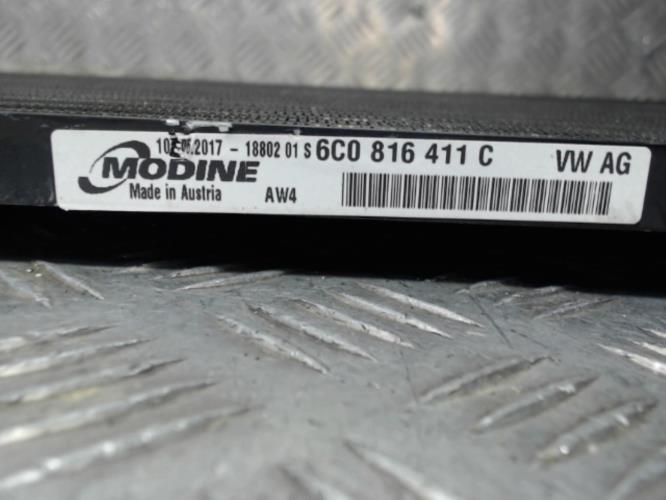 2017 - 18802 01 S 6C0 816 411 C VW AG
MODINE
Made in Austria AW4